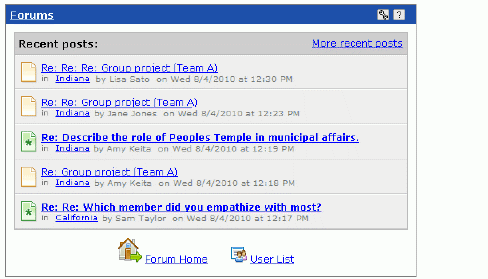 Forums
Recent posts: More recent posts
Re: Re: Re: Group project (Team A)
in Indiana by Lisa Sato on Wed 8/4/2010 at 12:30 PM
Re: Re: Group project (Team A)
in Indiana by Jane Jones on Wed 8/4/2010 at 12:23 PM
Re: Describe the role of Peoples Temple in municipal affairs.
in Indiana by Amy Keita on Wed 8/4/2010 at 12:19 PM
Re: Group project (Team A)
in Indiana by Amy Keita on Wed 8/4/2010 at 12:18 PM
Re: Re: Which member did you empathize with most?
in California by Sam Taylor on Wed 8/4/2010 at 12:17 PM
Forum Home User List